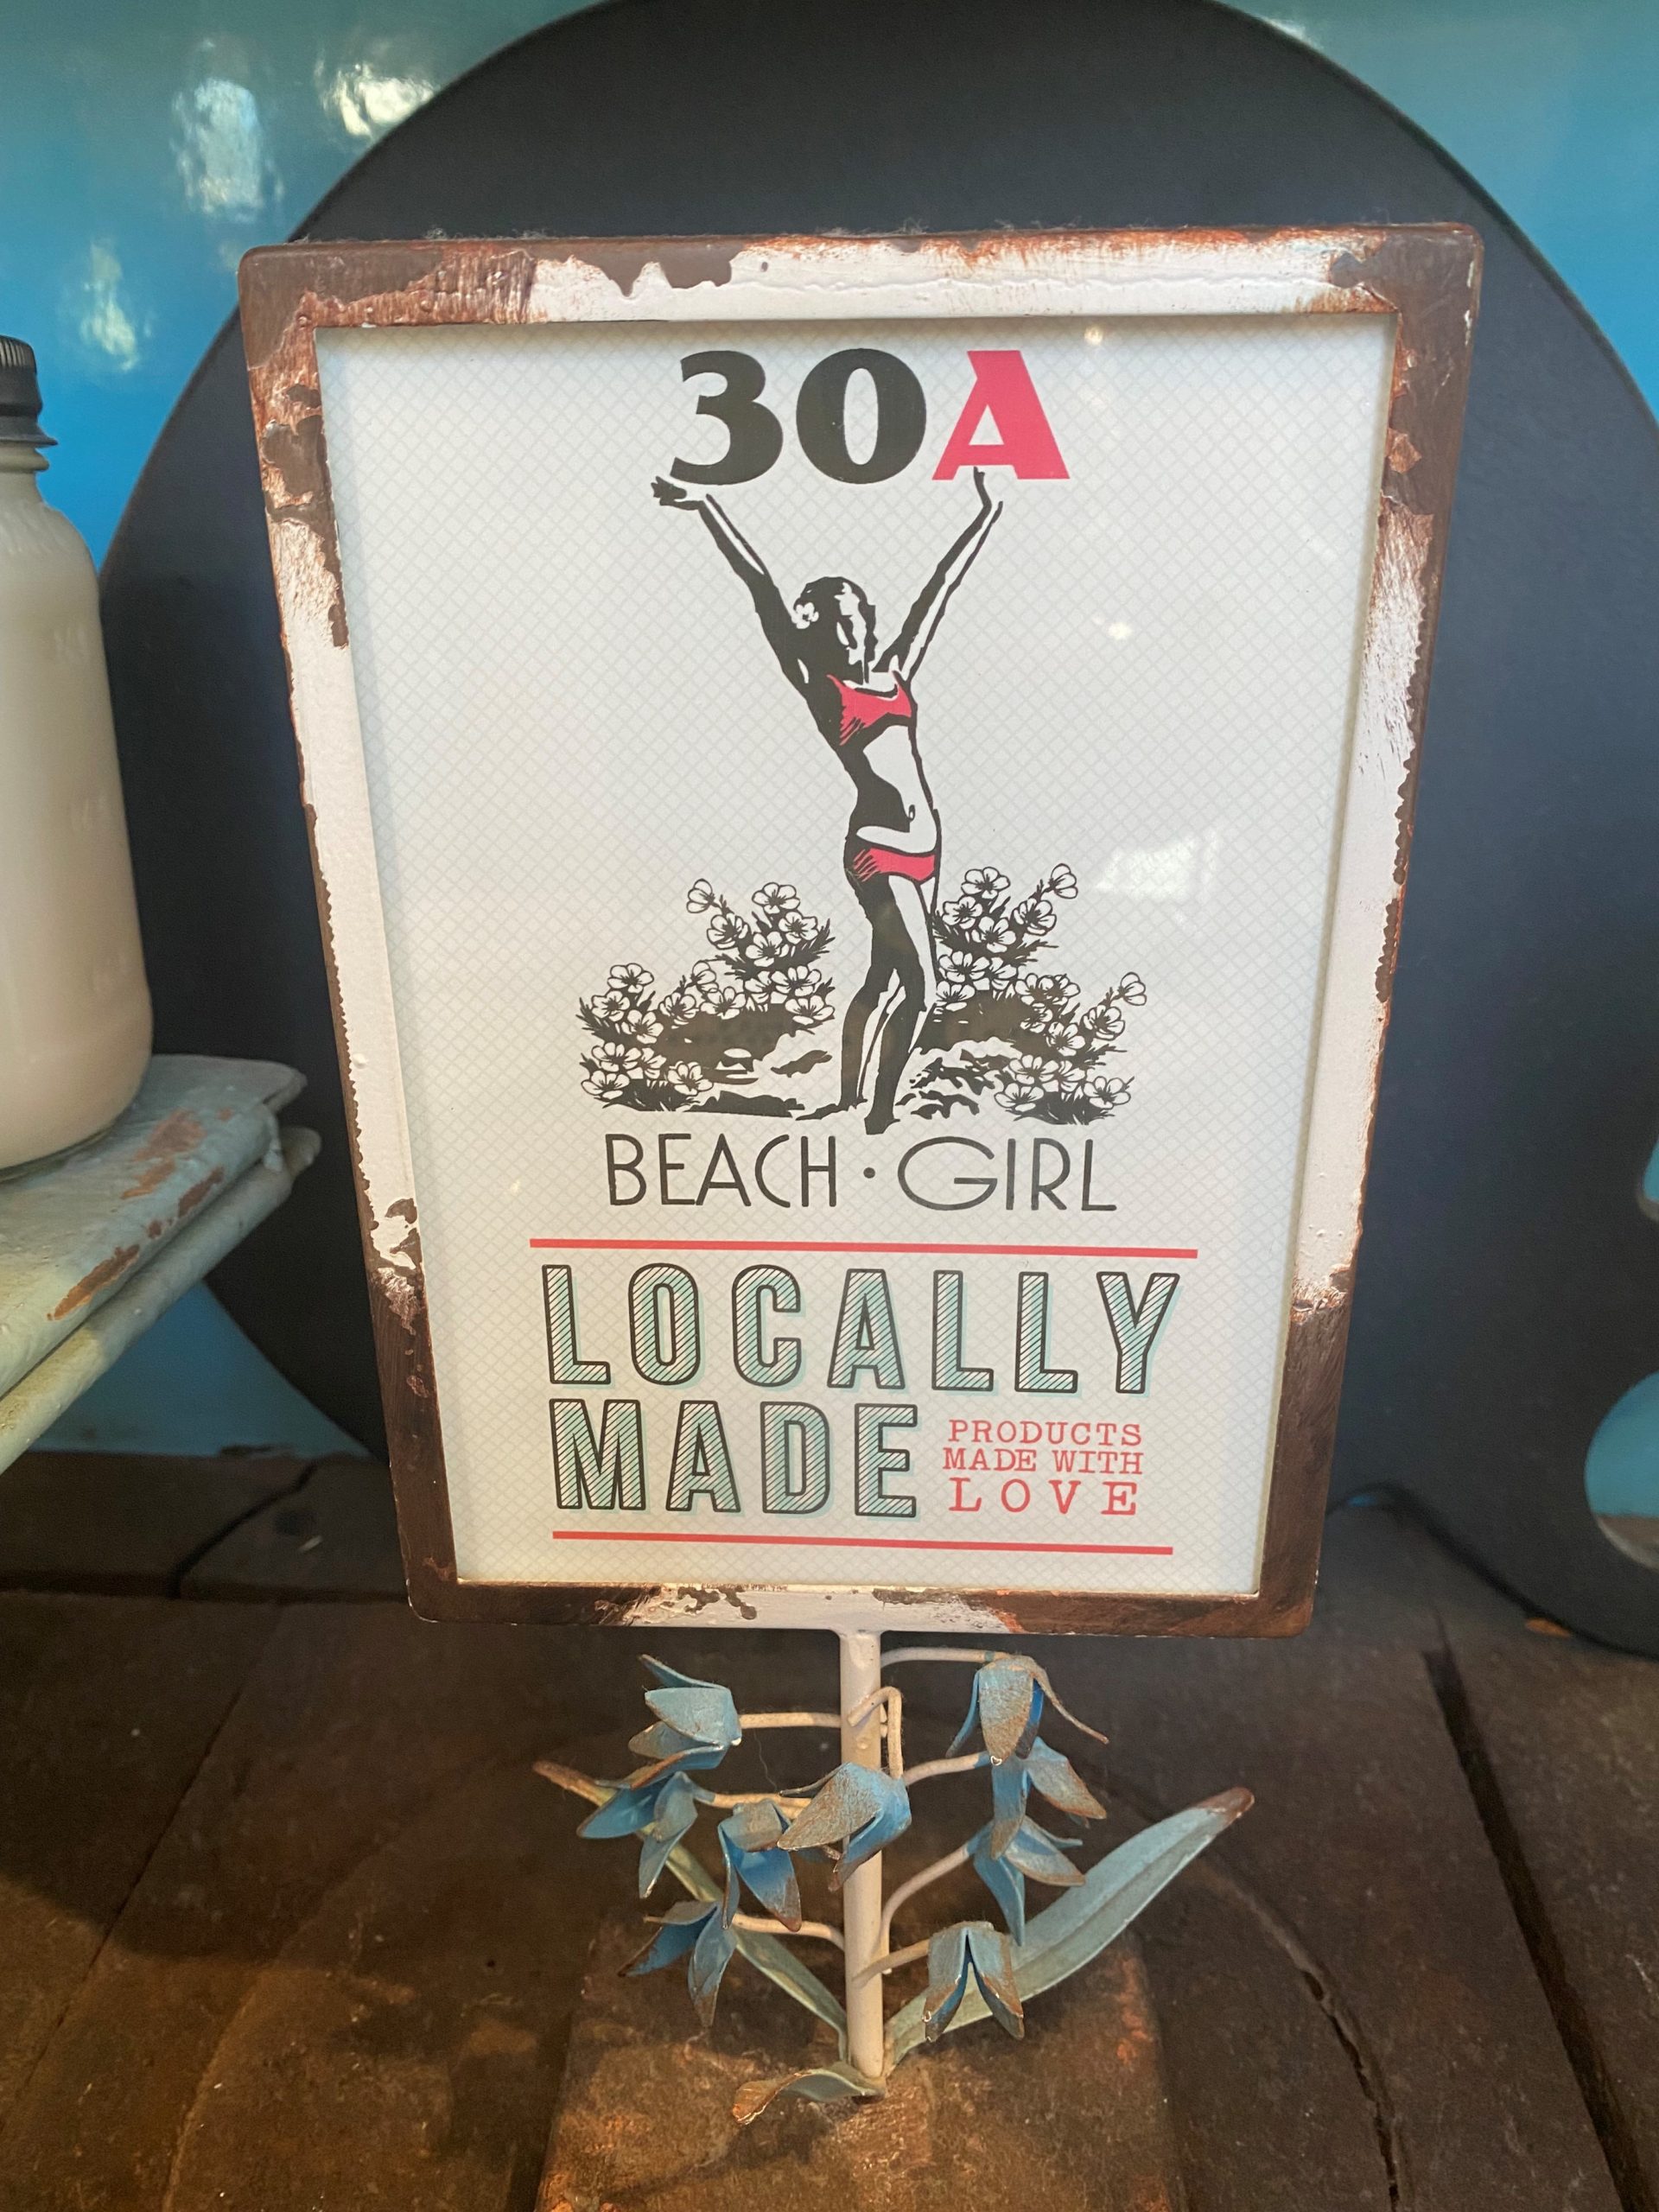 30A
BEACH · GIRL
LOCALLY
MADE
PRODUCTS
MADE WITH
LOVE